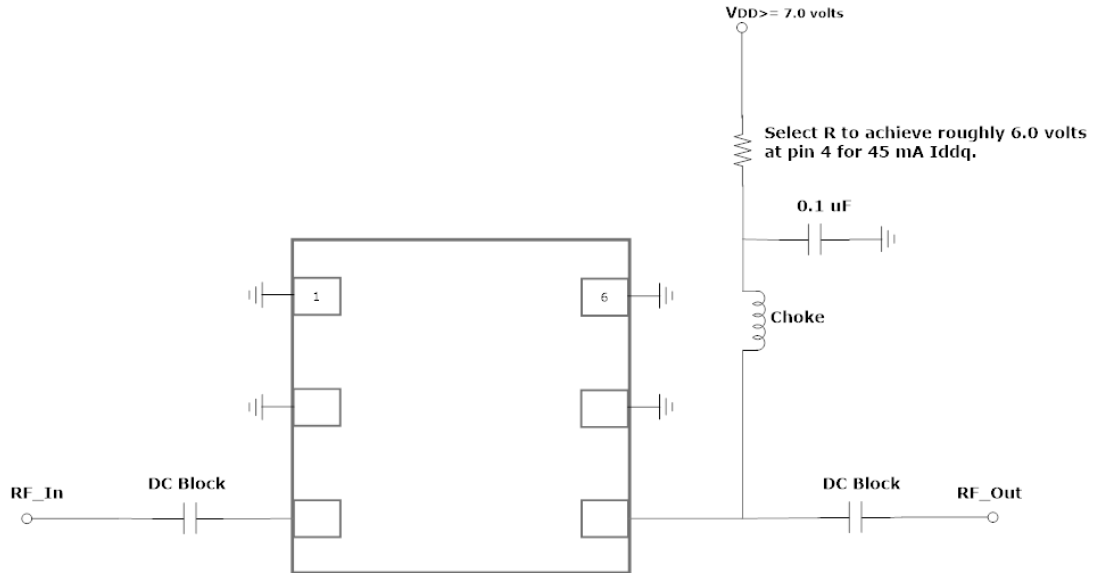 VDD>= 7.0 volts
Select R to achieve roughly 6.0 volts
at pin 4 for 45 mA Iddq.
0.1 uF
1
6
Choke
DC Block
DC Block
RF_In
RF_Out